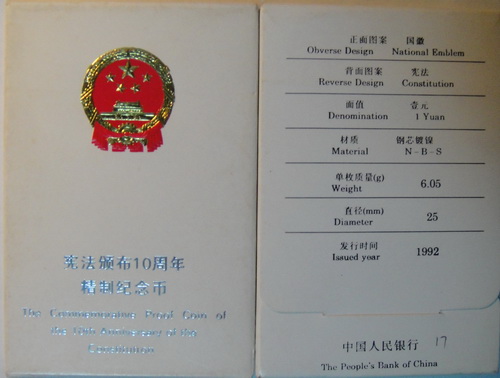 宪法颁布10周年
精制纪念币
The Commemorative Proof Coin of
the 10th Anniversary of the
Constitution
正面图案 国徽
Obverse Design National Emblem
背面图案 宪法
Reverse Design Constitution
面值 壹元
Denomination 1 Yuan
材质 钢芯镀镍
Material N-B-S
单枚质量(g) 6.05
Weight
直径(mm) 25
Diameter
发行时间 1992
Issued year
中国人民银行 17
The People's Bank of China